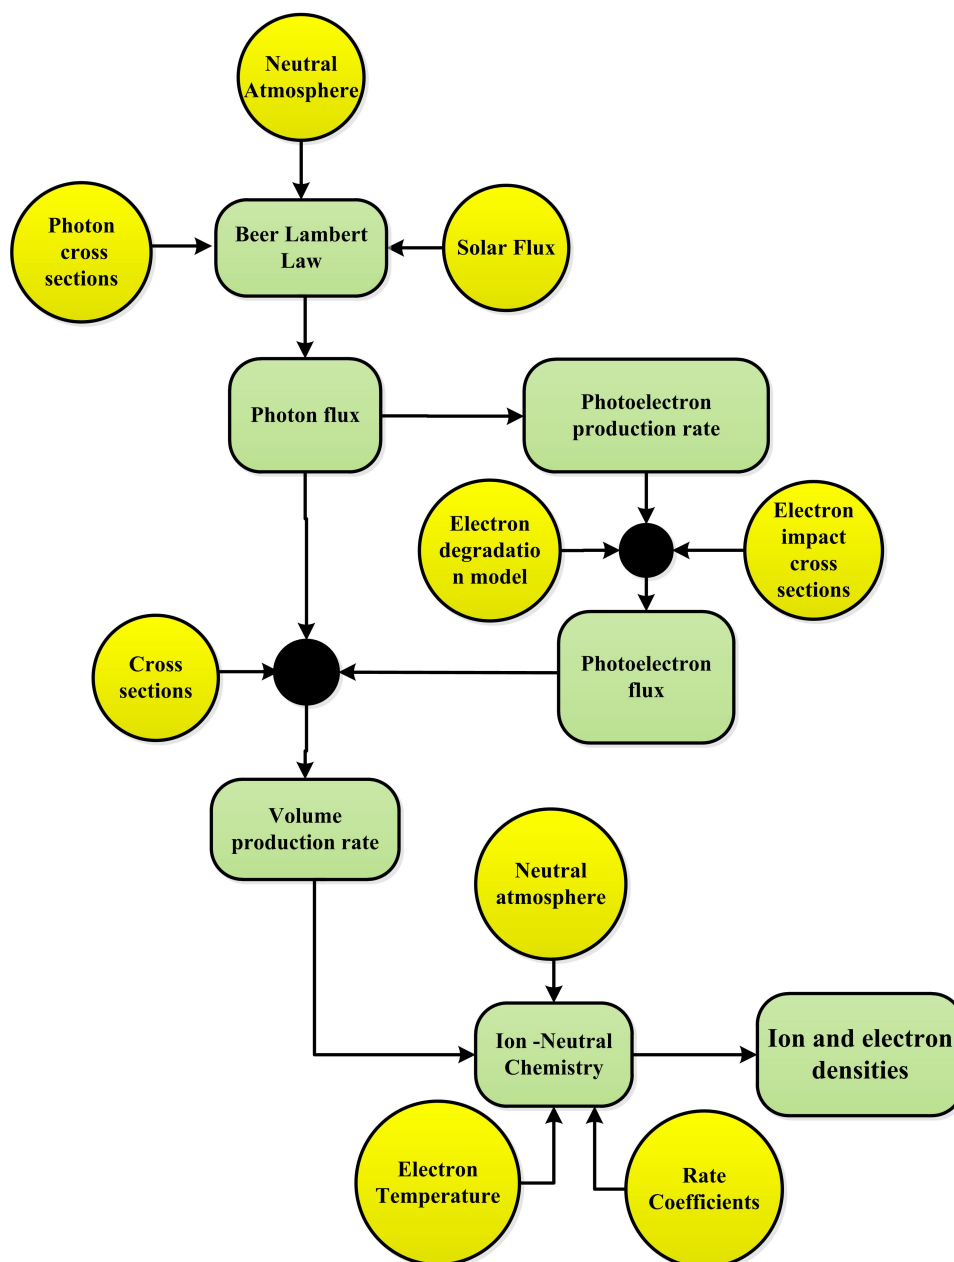 Neutral
Atmosphere
Photon
cross
sections
Beer Lambert
Law
Solar Flux
Photon flux
Photoelectron
production rate
Electron
degradatio
n model
Electron
impact
cross
sections
Cross
sections
Photoelectron
flux
Volume
production rate
Neutral
atmosphere
Ion -Neutral
Chemistry
Ion and electron
densities
Electron
Temperature
Rate
Coefficients